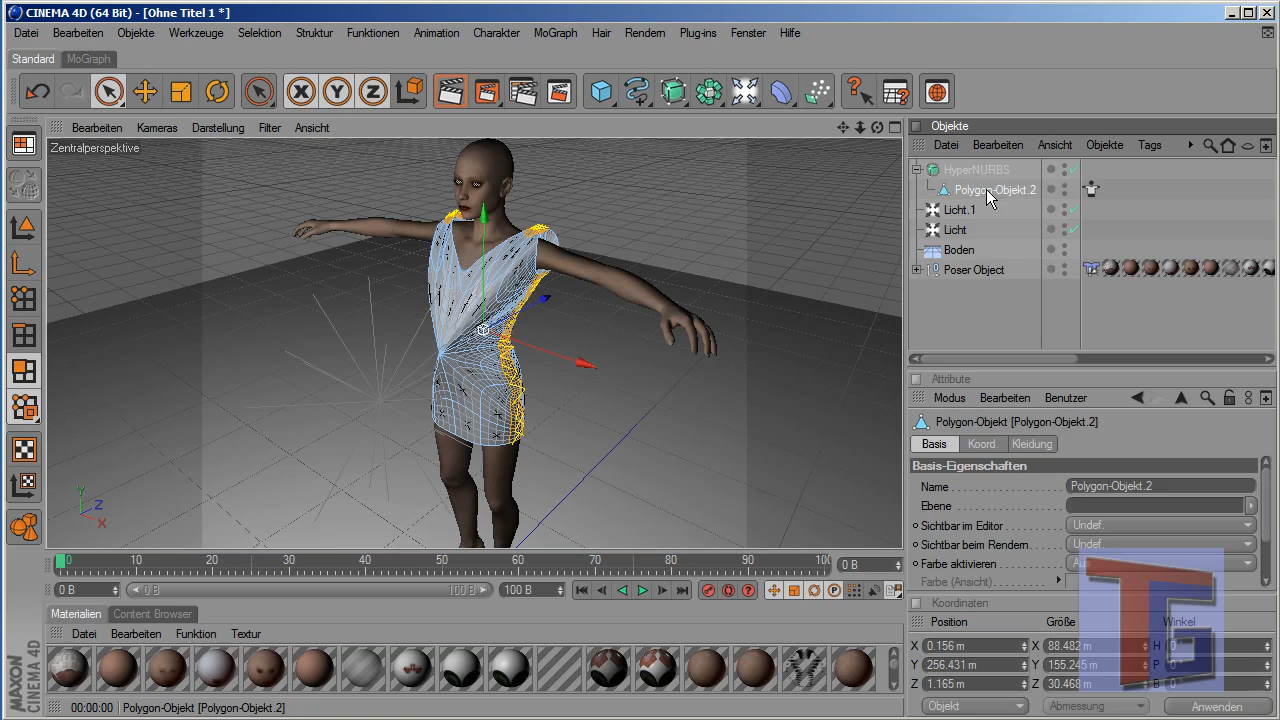 CINEMA 4D (64 Bit) - [Ohne Titel 1 *]
Datei Bearbeiten Objekte Werkzeuge Selektion Struktur Funktionen Animation Charakter MoGraph Hair Rendern Plug-ins Fenster Hilfe
Standard MoGraph
X Y Z
Bearbeiten Kameras Darstellung Filter Ansicht
Zentralperspektive
Y
Z
X
Objekte
Datei Bearbeiten Ansicht Objekte Tags
HyperNURBS
Polygon-Objekt.2
Licht.1
Licht
Boden
Poser Object
Attribute
Modus Bearbeiten Benutzer
Polygon-Objekt [Polygon-Objekt.2]
Basis Koord. Kleidung
Basis-Eigenschaften
Name Polygon-Objekt.2
Ebene
Sichtbar im Editor Undef.
Sichtbar beim Rendern Undef.
Farbe aktivieren
Farbe (Ansicht)
0 10 20 30 40 50 60 70 80 90 100 0 B
0 B 0 B 100 B 100 B
Materialien Content Browser
Datei Bearbeiten Funktion Textur
MAXON
CINEMA 4D
Koordinaten
Position Größe Winkel
X 0.156 m X 88.482 m H 0°
Y 256.431 m Y 155.245 m P 0°
Z 1.165 m Z 30.468 m B 0°
Objekt Abmessung Anwenden
TG
00:00:00 Polygon-Objekt [Polygon-Objekt.2]